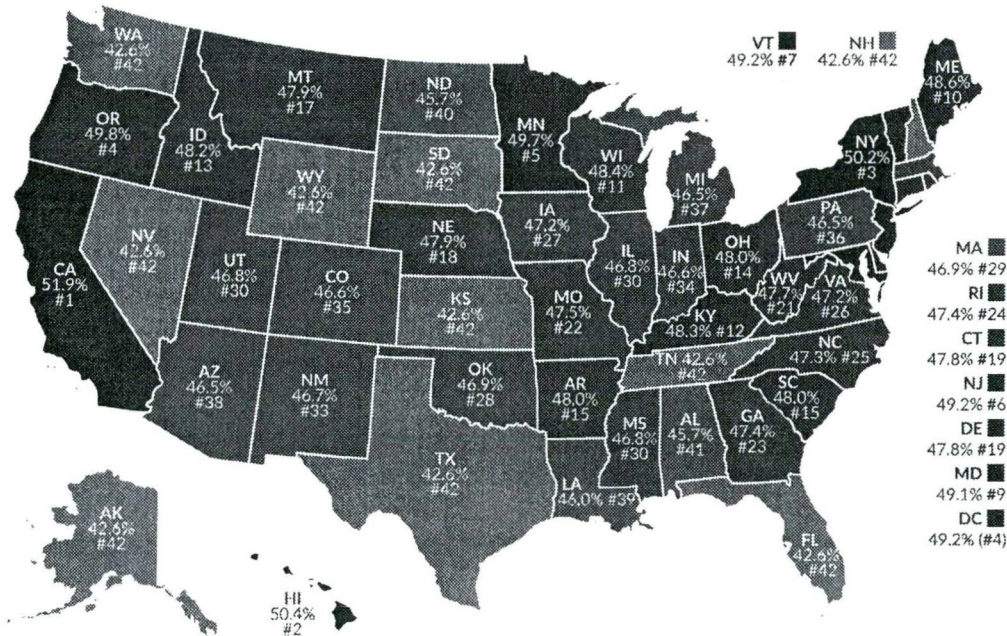 WA
42.6%
#42
MT
47.9%
#17
ND
45.7%
#40
VT
49.2% #7
NH
42.6% #42
ME
48.6%
#10
OR
49.8%
#4
ID
48.2%
#13
MN
49.7%
#5
WI
48.4%
#11
MI
46.5%
#37
NY
50.2%
#3
SD
42.6%
#42
WY
42.6%
#42
PA
46.5%
#36
NV
42.6%
#42
UT
46.8%
#30
CO
46.6%
#35
NE
47.9%
#18
IA
47.2%
#27
IL
46.8%
#30
IN
46.6%
#34
OH
48.0%
#14
WV
47.7%
#21
VA
47.2%
#26
CA
51.9%
#1
KS
42.6%
#42
MO
47.5%
#22
KY
48.3% #12
NC
47.3% #25
TN 42.6%
#42
SC
48.0%
#15
AZ
46.5%
#38
NM
46.7%
#33
OK
46.9%
#28
AR
48.0%
#15
MS
46.8%
#30
AL
45.7%
#41
GA
47.4%
#23
TX
42.6%
#42
LA
46.0% #39
FL
42.6%
#42
AK
42.6%
#42
HI
50.4%
#2
MA
46.9% #29
RI
47.4% #24
CT
47.8% #19
NJ
49.2% #6
DE
47.8% #19
MD
49.1% #9
DC
49.2% (#4)